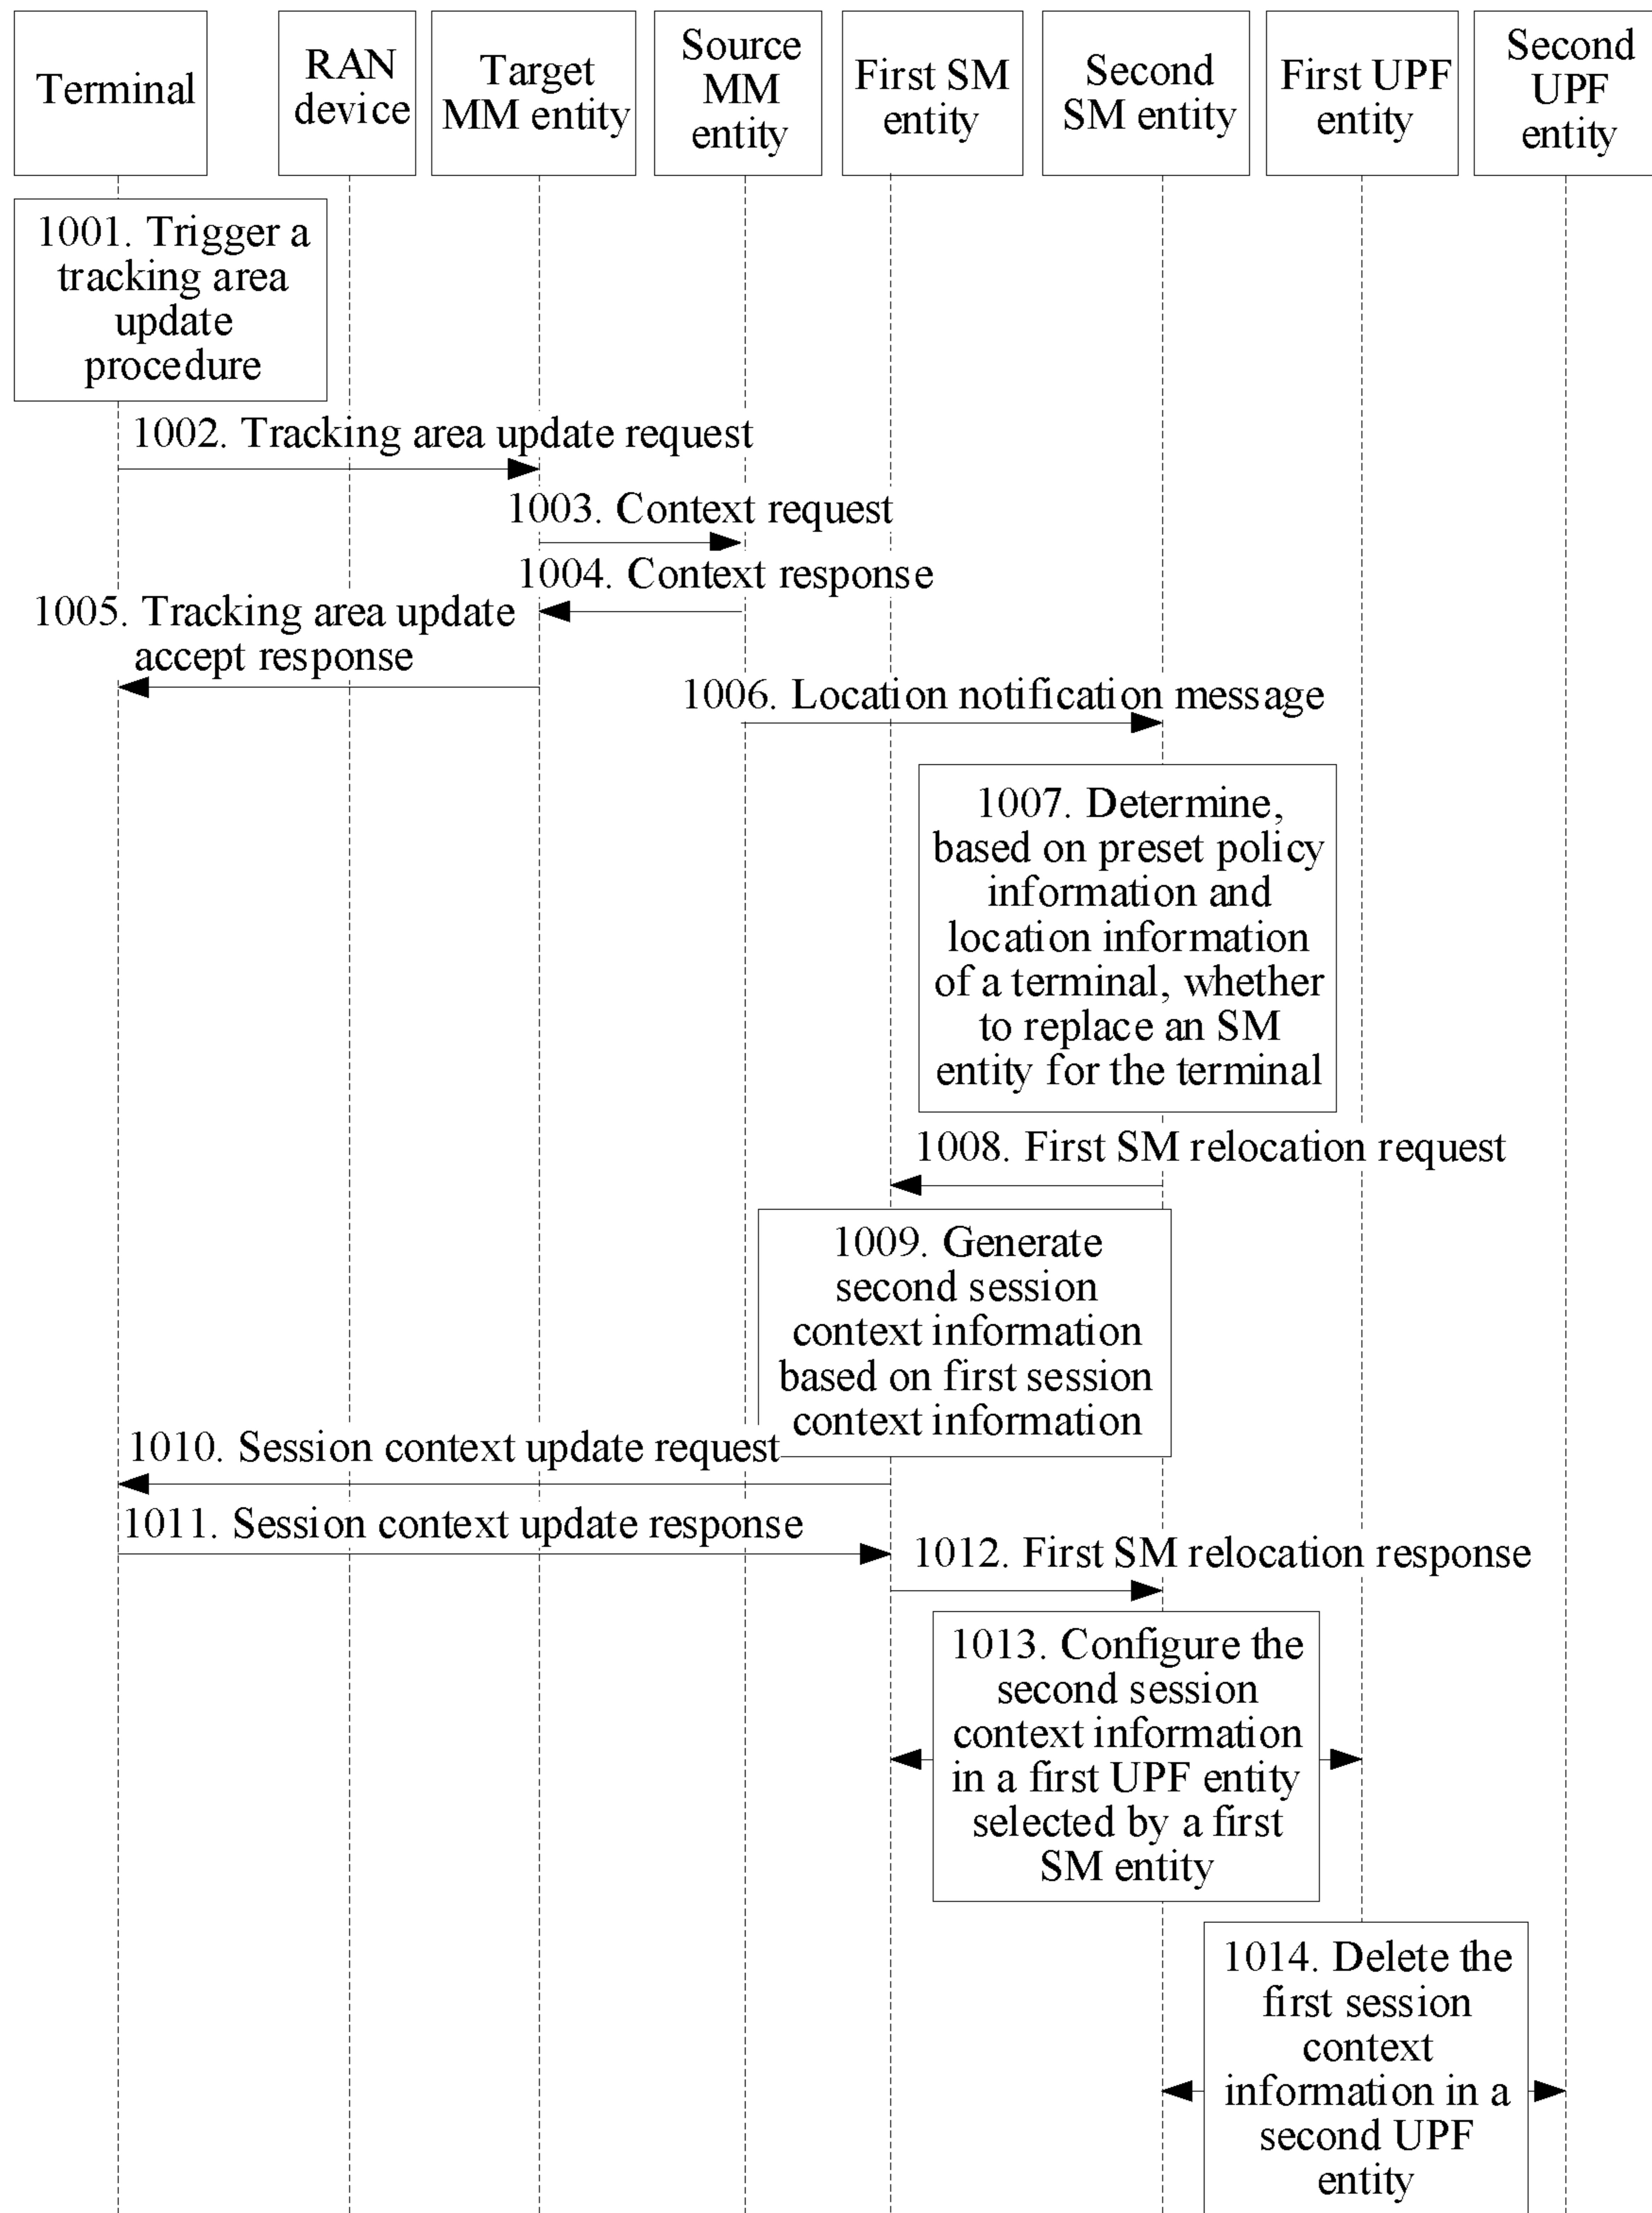 Terminal
RAN
device
Target
MM entity
Source
MM
entity
First SM
entity
Second
SM entity
First UPF
entity
Second
UPF
entity
1001. Trigger a
tracking area
update
procedure
1002. Tracking area update request
1003. Context request
1004. Context response
1005. Tracking area update
accept response
1006. Location notification message
1007. Determine,
based on preset policy
information and
location information
of a terminal, whether
to replace an SM
entity for the terminal
1008. First SM relocation request
1009. Generate
second session
context information
based on first session
context information
1010. Session context update request
1011. Session context update response
1012. First SM relocation response
1013. Configure the
second session
context information
in a first UPF entity
selected by a first
SM entity
1014. Delete the
first session
context
information in a
second UPF
entity